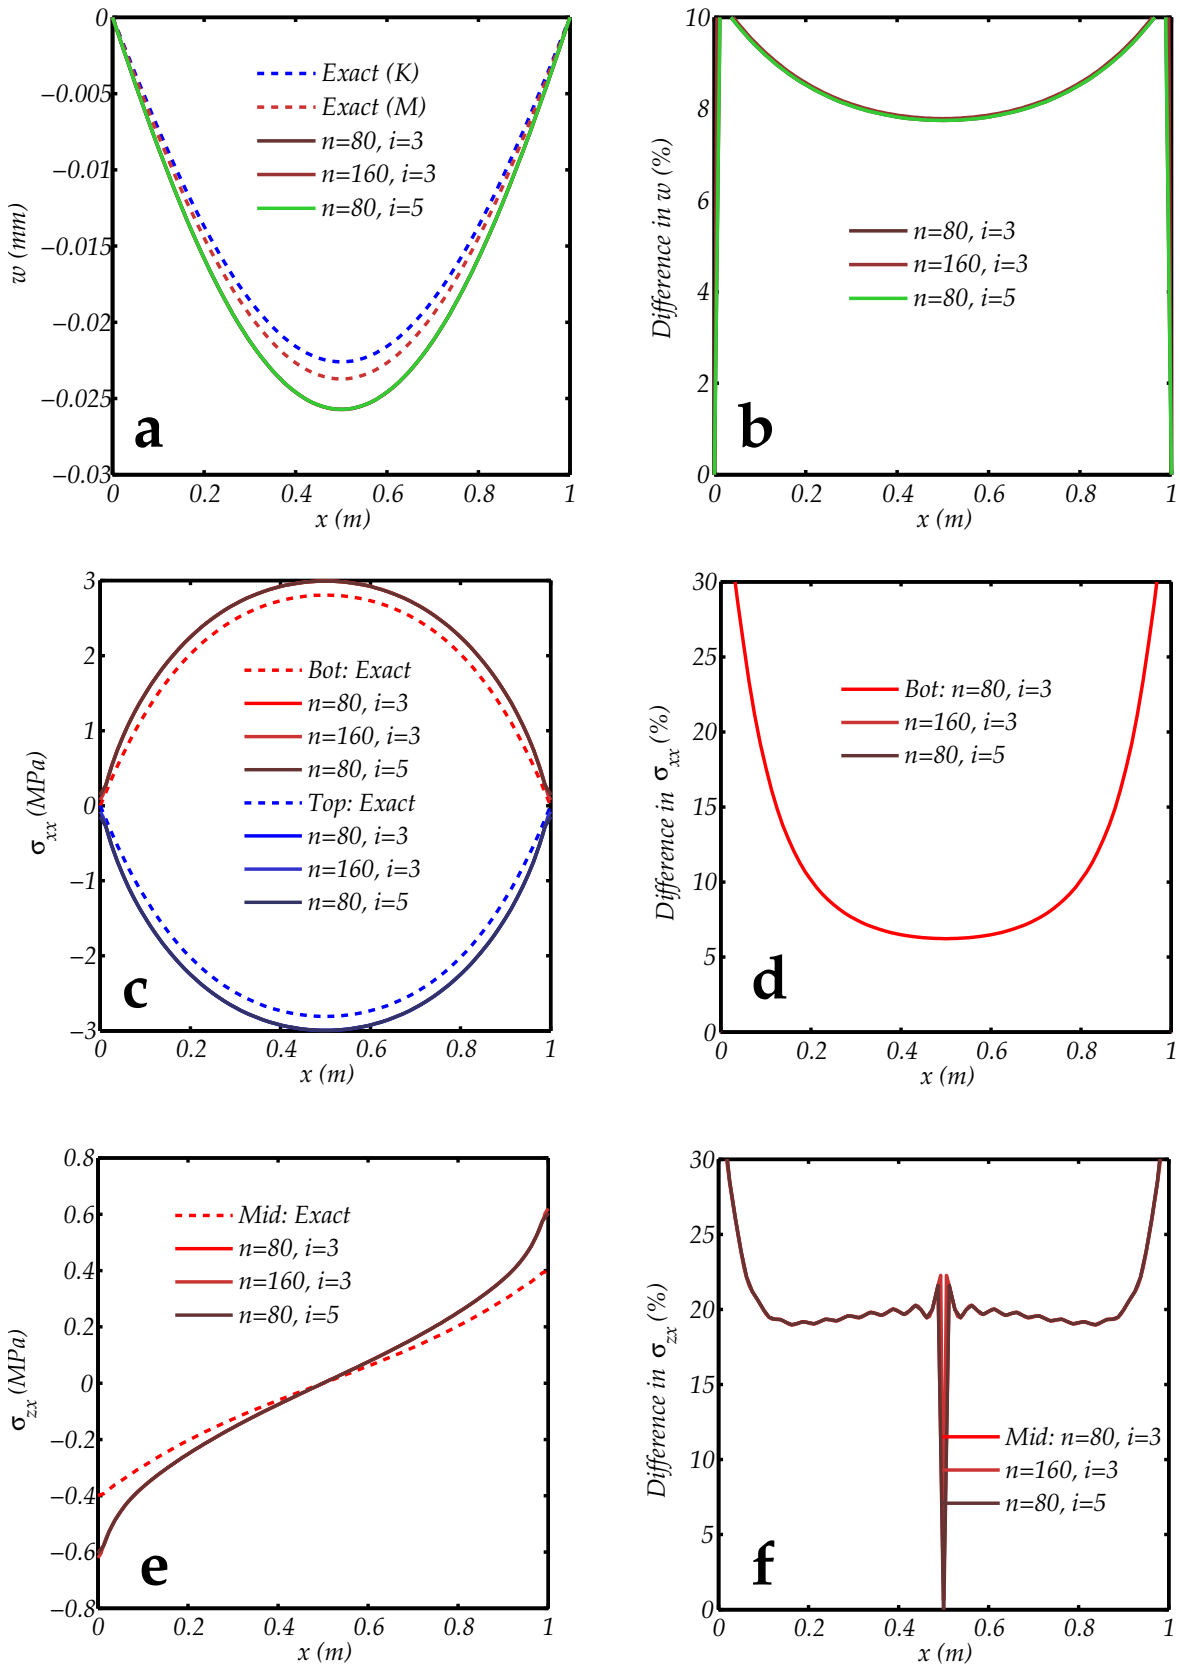 0
−0.005
−0.01
−0.015
−0.02
−0.025
−0.03
w (mm)
Exact (K)
Exact (M)
n=80, i=3
n=160, i=3
n=80, i=5
a
0 0.2 0.4 0.6 0.8 1
x (m)
10
8
6
4
2
0
Difference in w (%)
n=80, i=3
n=160, i=3
n=80, i=5
b
0 0.2 0.4 0.6 0.8 1
x (m)
3
2
1
0
−1
−2
−3
σxx (MPa)
Bot: Exact
n=80, i=3
n=160, i=3
n=80, i=5
Top: Exact
n=80, i=3
n=160, i=3
n=80, i=5
c
0 0.2 0.4 0.6 0.8 1
x (m)
30
25
20
15
10
5
0
Difference in σxx (%)
Bot: n=80, i=3
n=160, i=3
n=80, i=5
d
0 0.2 0.4 0.6 0.8 1
x (m)
0.8
0.6
0.4
0.2
0
−0.2
−0.4
−0.6
−0.8
σzx (MPa)
Mid: Exact
n=80, i=3
n=160, i=3
n=80, i=5
e
0 0.2 0.4 0.6 0.8 1
x (m)
30
25
20
15
10
5
0
Difference in σzx (%)
Mid: n=80, i=3
n=160, i=3
n=80, i=5
f
0 0.2 0.4 0.6 0.8 1
x (m)